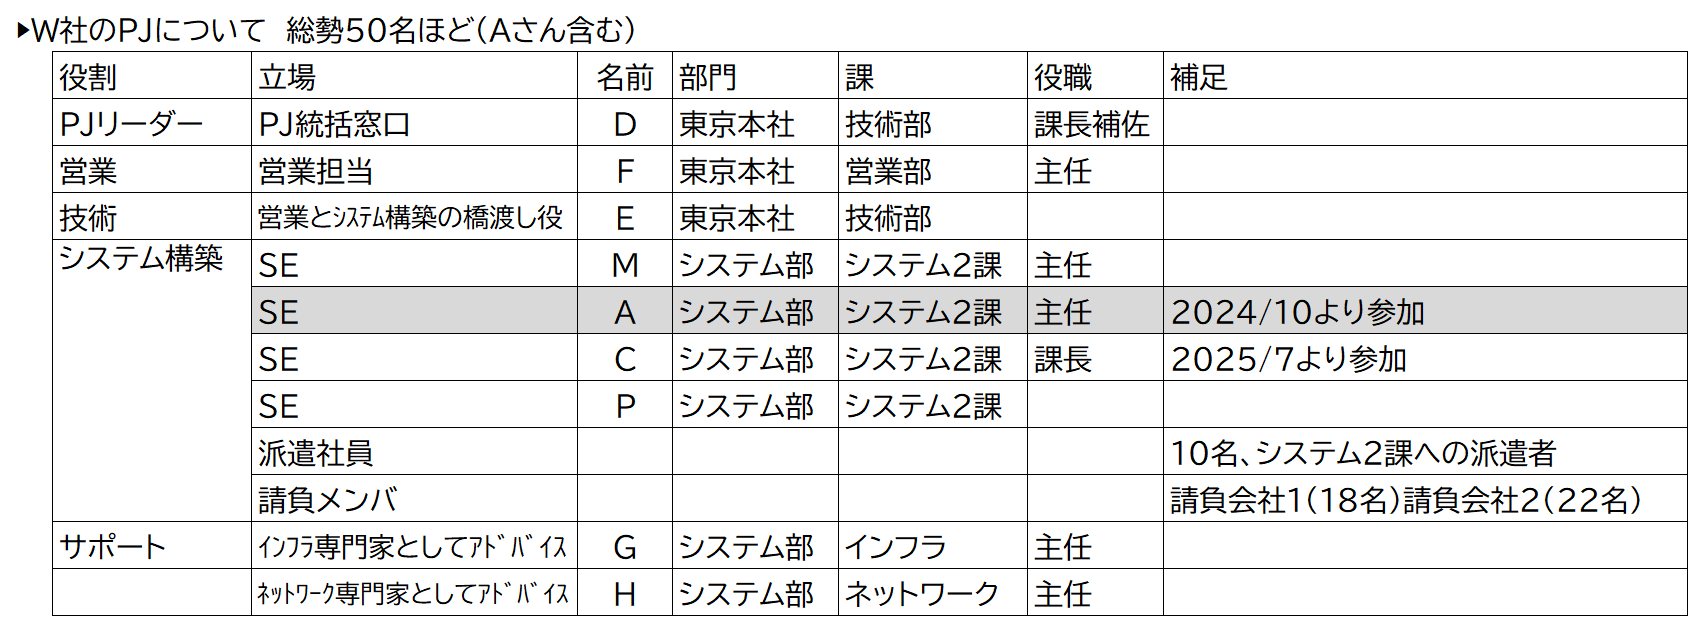 ▶W社のPJについて　総勢50名ほど(Aさん含む)
役割 立場 名前 部門 課 役職 補足
PJリーダー PJ統括窓口 D 東京本社 技術部 課長補佐
営業 営業担当 F 東京本社 営業部 主任
技術 営業とｼｽﾃﾑ構築の橋渡し役 E 東京本社 技術部
システム構築 SE M システム部 システム2課 主任
SE A システム部 システム2課 主任 2024/10より参加
SE C システム部 システム2課 課長 2025/7より参加
SE P システム部 システム2課
派遣社員 10名、システム2課への派遣者
請負メンバ 請負会社1(18名)請負会社2(22名)
サポート ｲﾝﾌﾗ専門家としてｱﾄﾞﾊﾞｲｽ G システム部 インフラ 主任
ﾈｯﾄﾜｰｸ専門家としてｱﾄﾞﾊﾞｲｽ H システム部 ネットワーク 主任